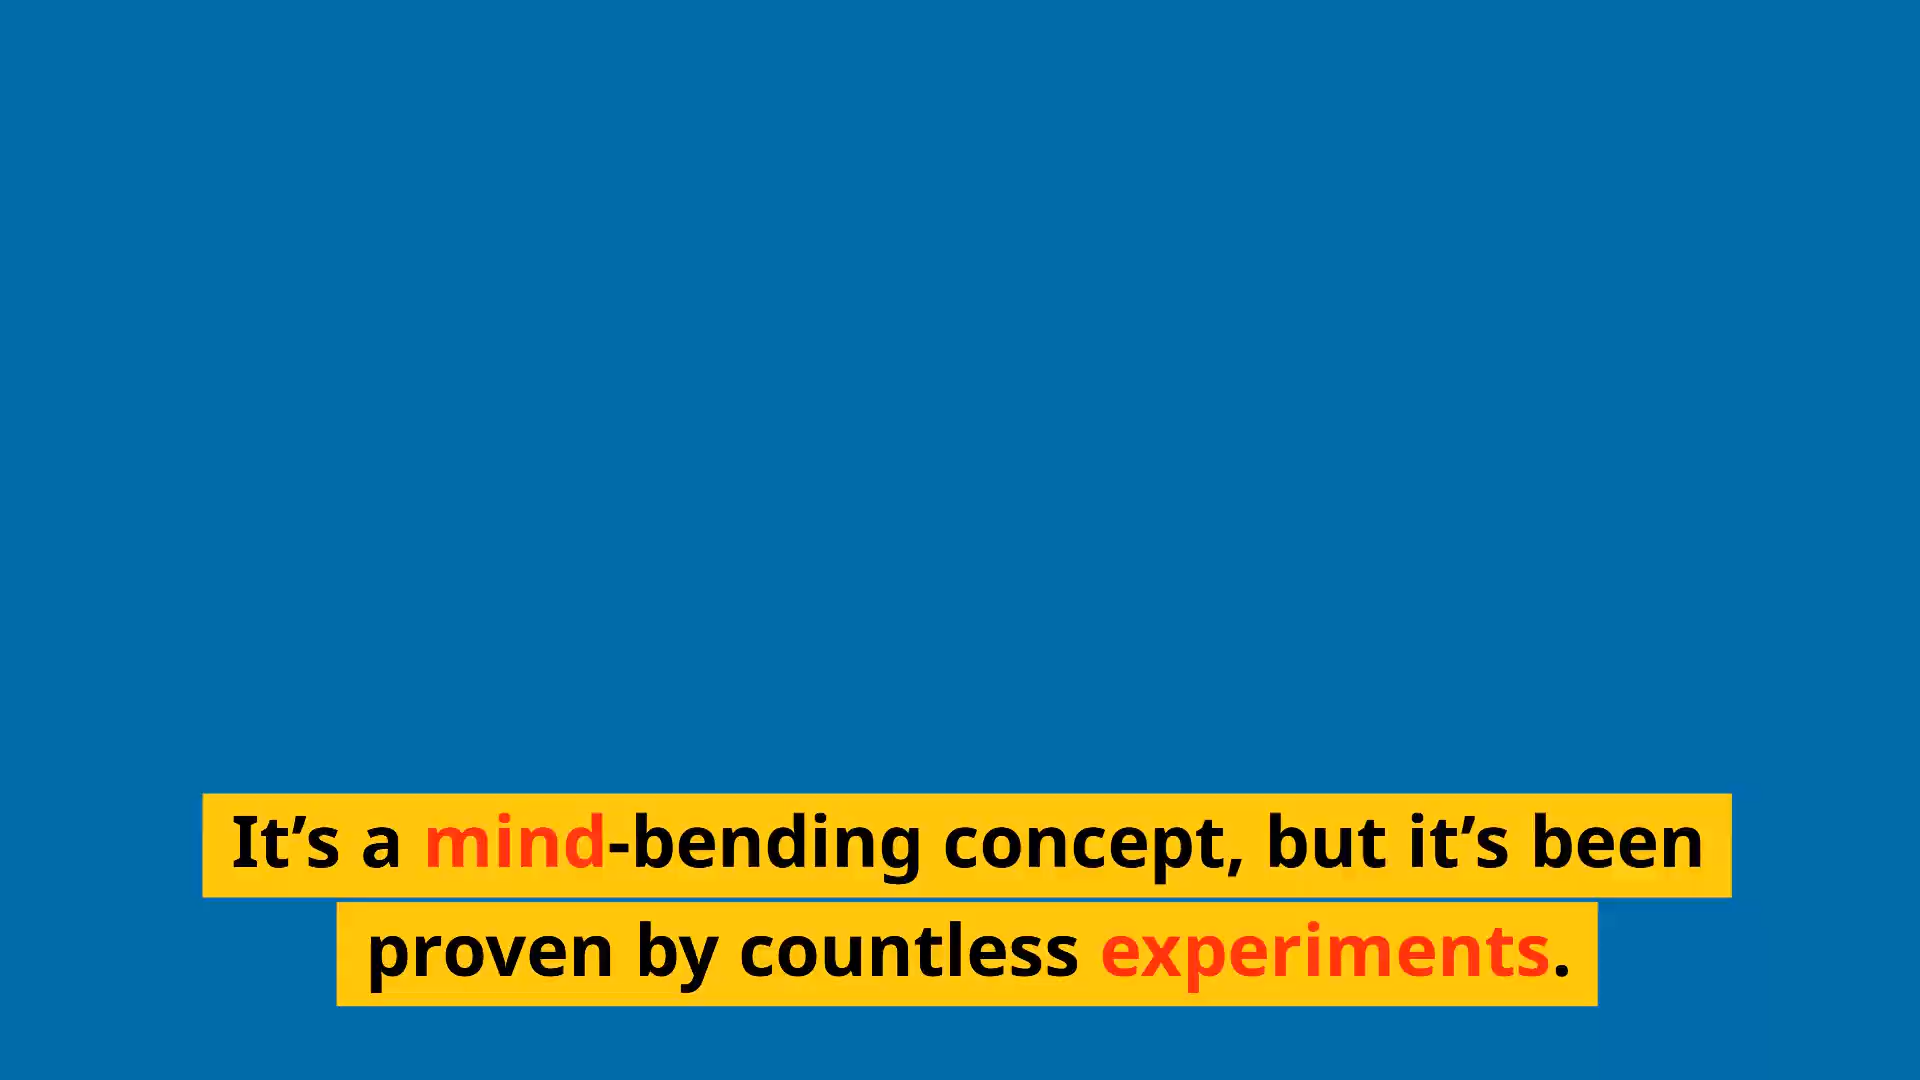 It’s a mind-bending concept, but it’s been
proven by countless experiments.